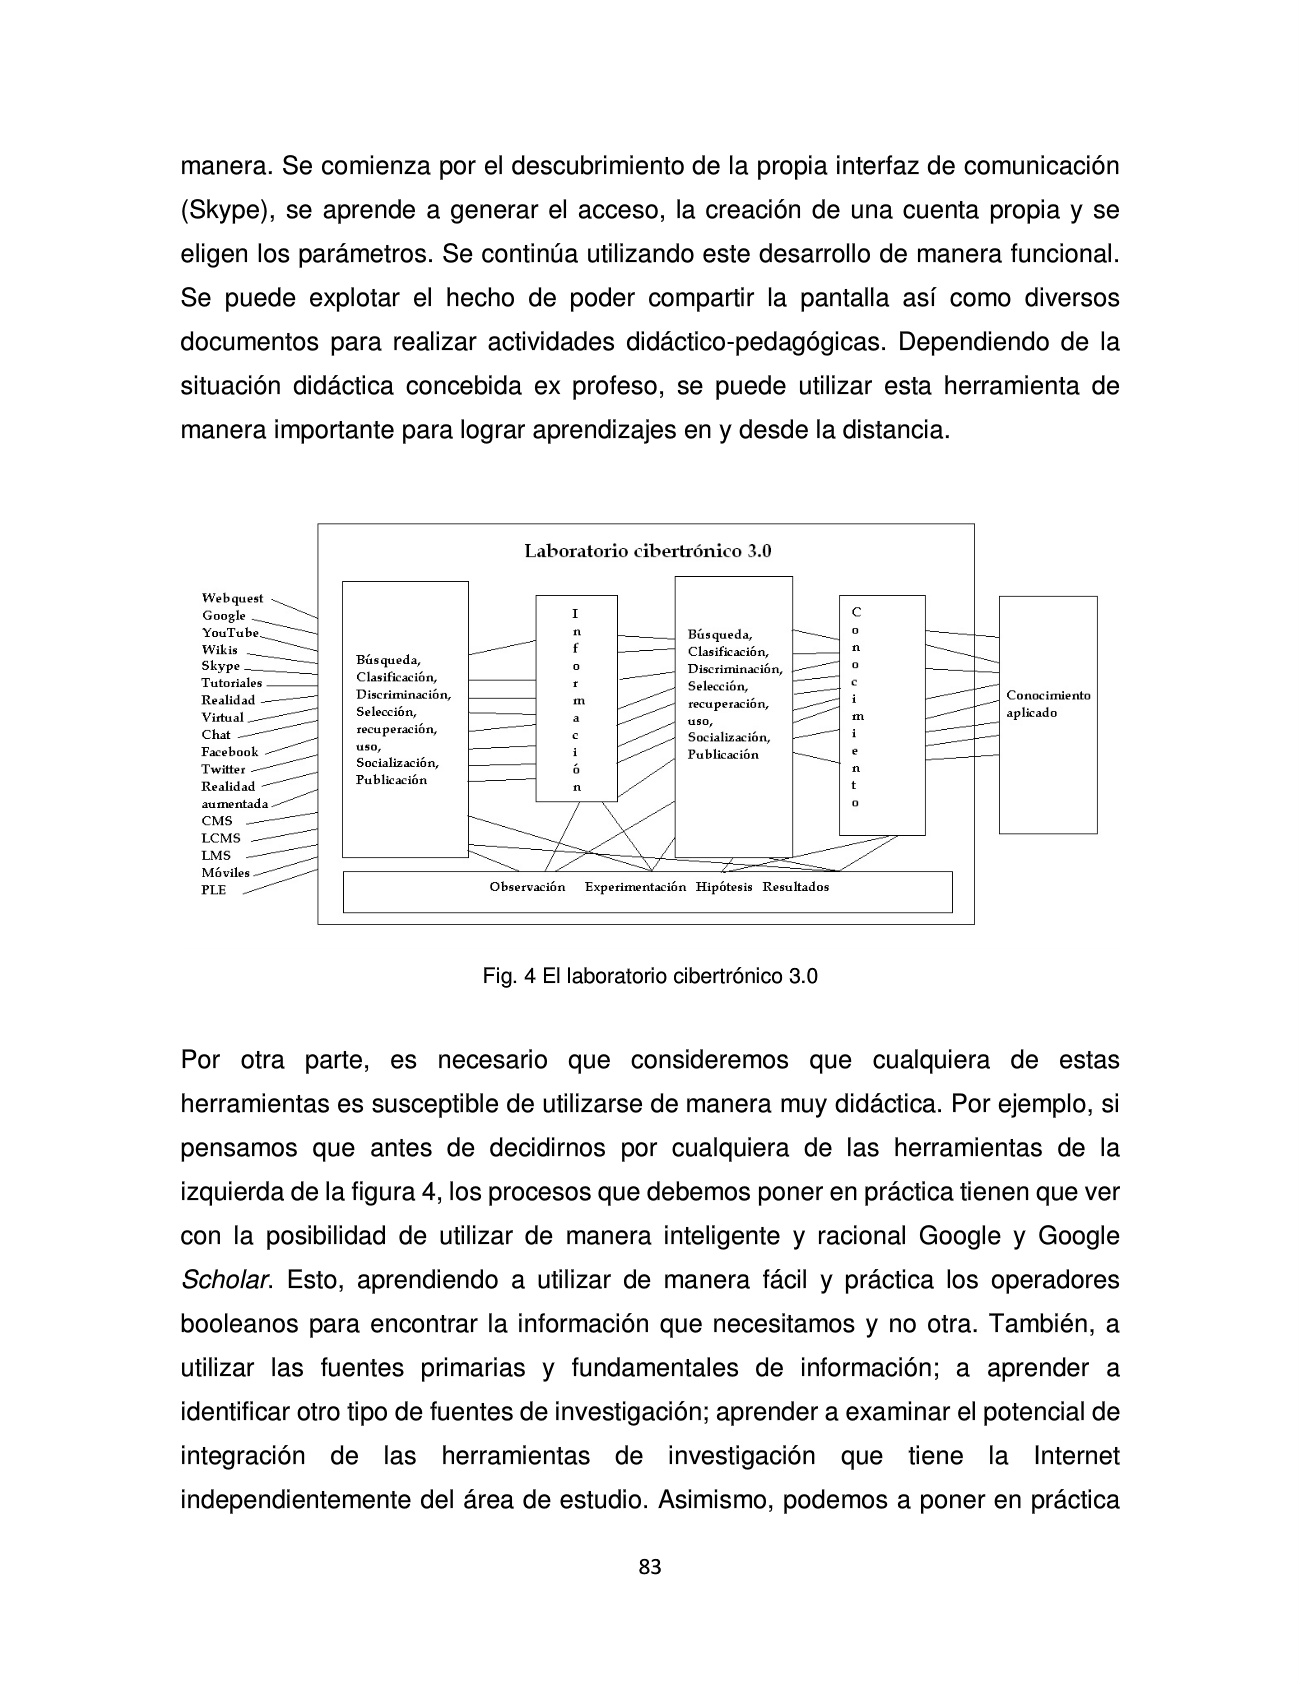 manera. Se comienza por el descubrimiento de la propia interfaz de comunicación
(Skype), se aprende a generar el acceso, la creación de una cuenta propia y se
eligen los parámetros. Se continúa utilizando este desarrollo de manera funcional.
Se puede explotar el hecho de poder compartir la pantalla así como diversos
documentos para realizar actividades didáctico-pedagógicas. Dependiendo de la
situación didáctica concebida ex profeso, se puede utilizar esta herramienta de
manera importante para lograr aprendizajes en y desde la distancia.
Laboratorio cibertrónico 3.0
Webquest
Google
YouTube
Wikis
Skype
Tutoriales
Realidad
Virtual
Chat
Facebook
Twitter
Realidad
aumentada
CMS
LCMS
LMS
Móviles
PLE
Búsqueda,
Clasificación,
Discriminación,
Selección,
recuperación,
uso,
Socialización,
Publicación
I
n
f
o
r
m
a
c
i
ó
n
Búsqueda,
Clasificación,
Discriminación,
Selección,
recuperación,
uso,
Socialización,
Publicación
C
o
n
o
c
i
m
i
e
n
t
o
Conocimiento
aplicado
Observación Experimentación Hipótesis Resultados
Fig. 4 El laboratorio cibertrónico 3.0
Por otra parte, es necesario que consideremos que cualquiera de estas
herramientas es susceptible de utilizarse de manera muy didáctica. Por ejemplo, si
pensamos que antes de decidirnos por cualquiera de las herramientas de la
izquierda de la figura 4, los procesos que debemos poner en práctica tienen que ver
con la posibilidad de utilizar de manera inteligente y racional Google y Google
Scholar. Esto, aprendiendo a utilizar de manera fácil y práctica los operadores
booleanos para encontrar la información que necesitamos y no otra. También, a
utilizar las fuentes primarias y fundamentales de información; a aprender a
identificar otro tipo de fuentes de investigación; aprender a examinar el potencial de
integración de las herramientas de investigación que tiene la Internet
independientemente del área de estudio. Asimismo, podemos a poner en práctica
83